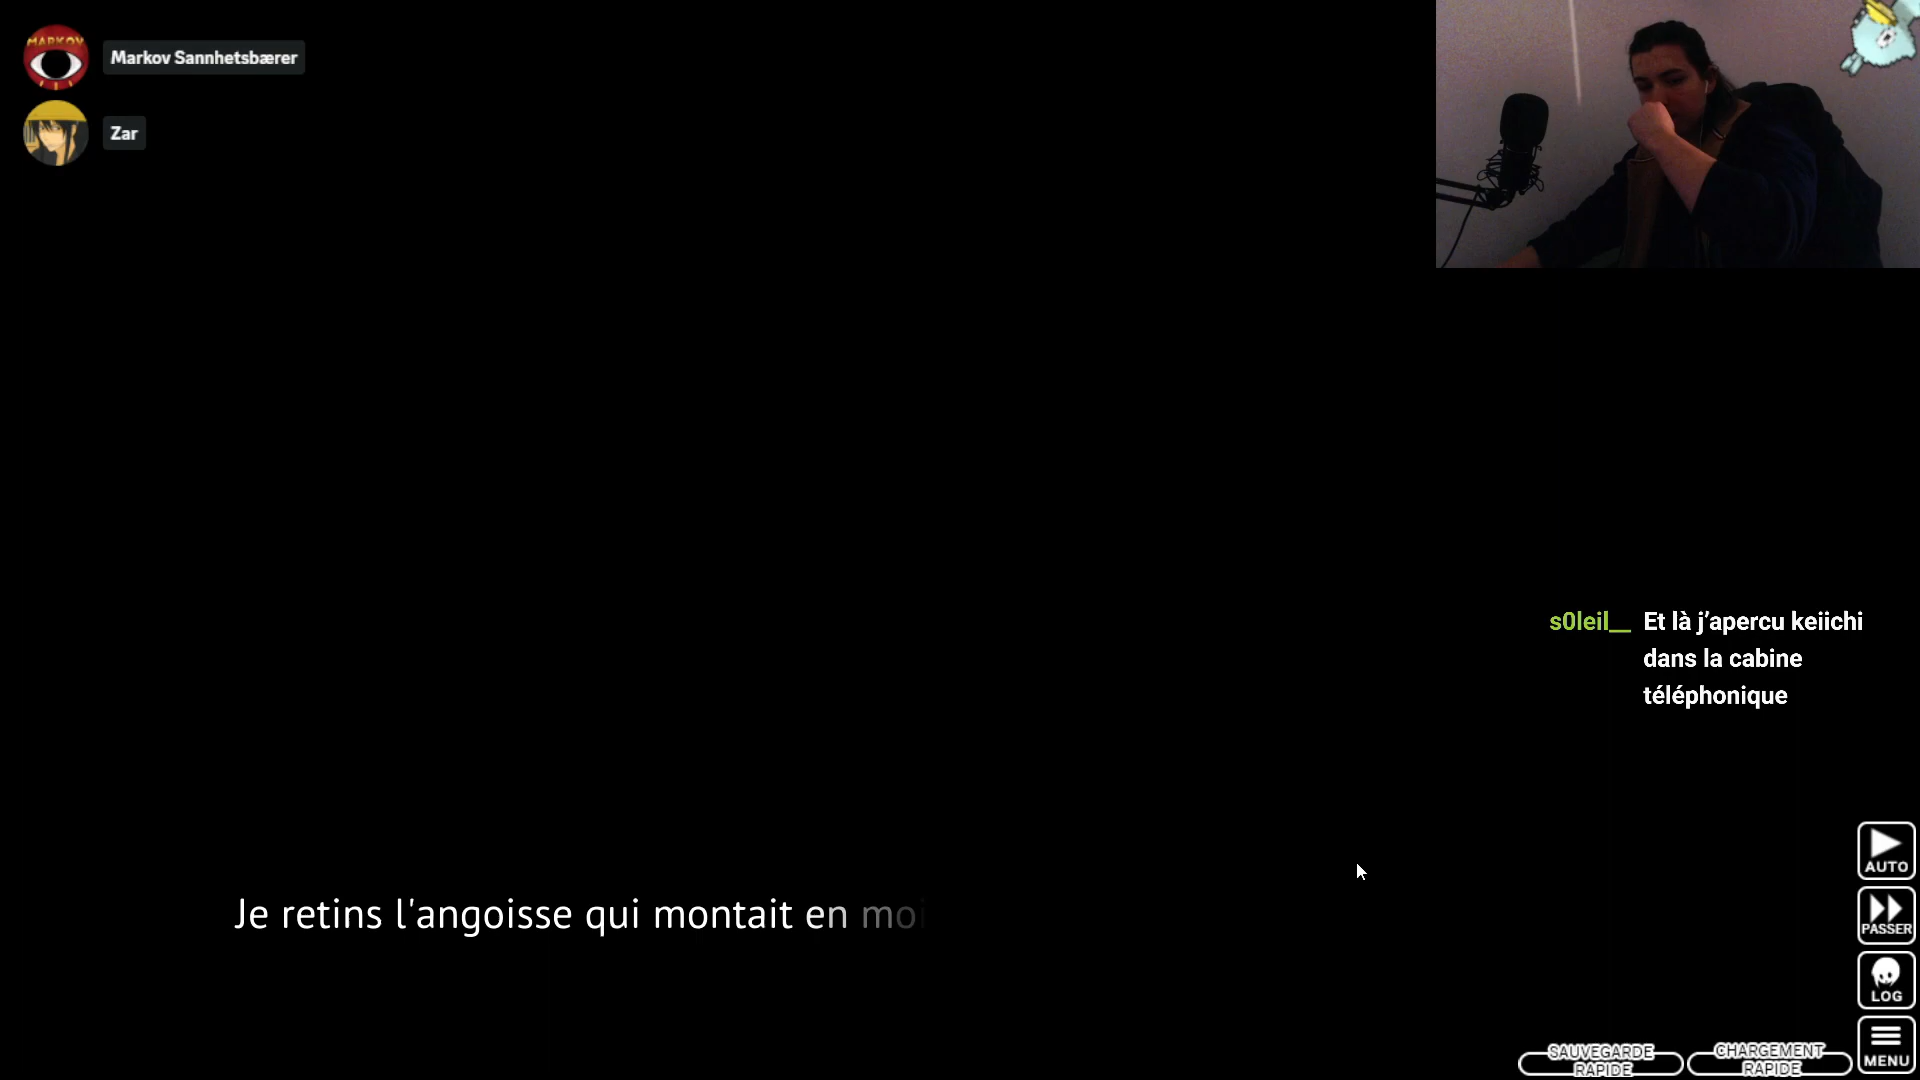 MARKOV
Markov Sannhetsbærer
Zar
s0leil__ Et là j’apercu keiichi
dans la cabine
téléphonique
Je retins l'angoisse qui montait en moi
AUTO
PASSER
LOG
MENU
SAUVEGARDE
RAPIDE
CHARGEMENT
RAPIDE